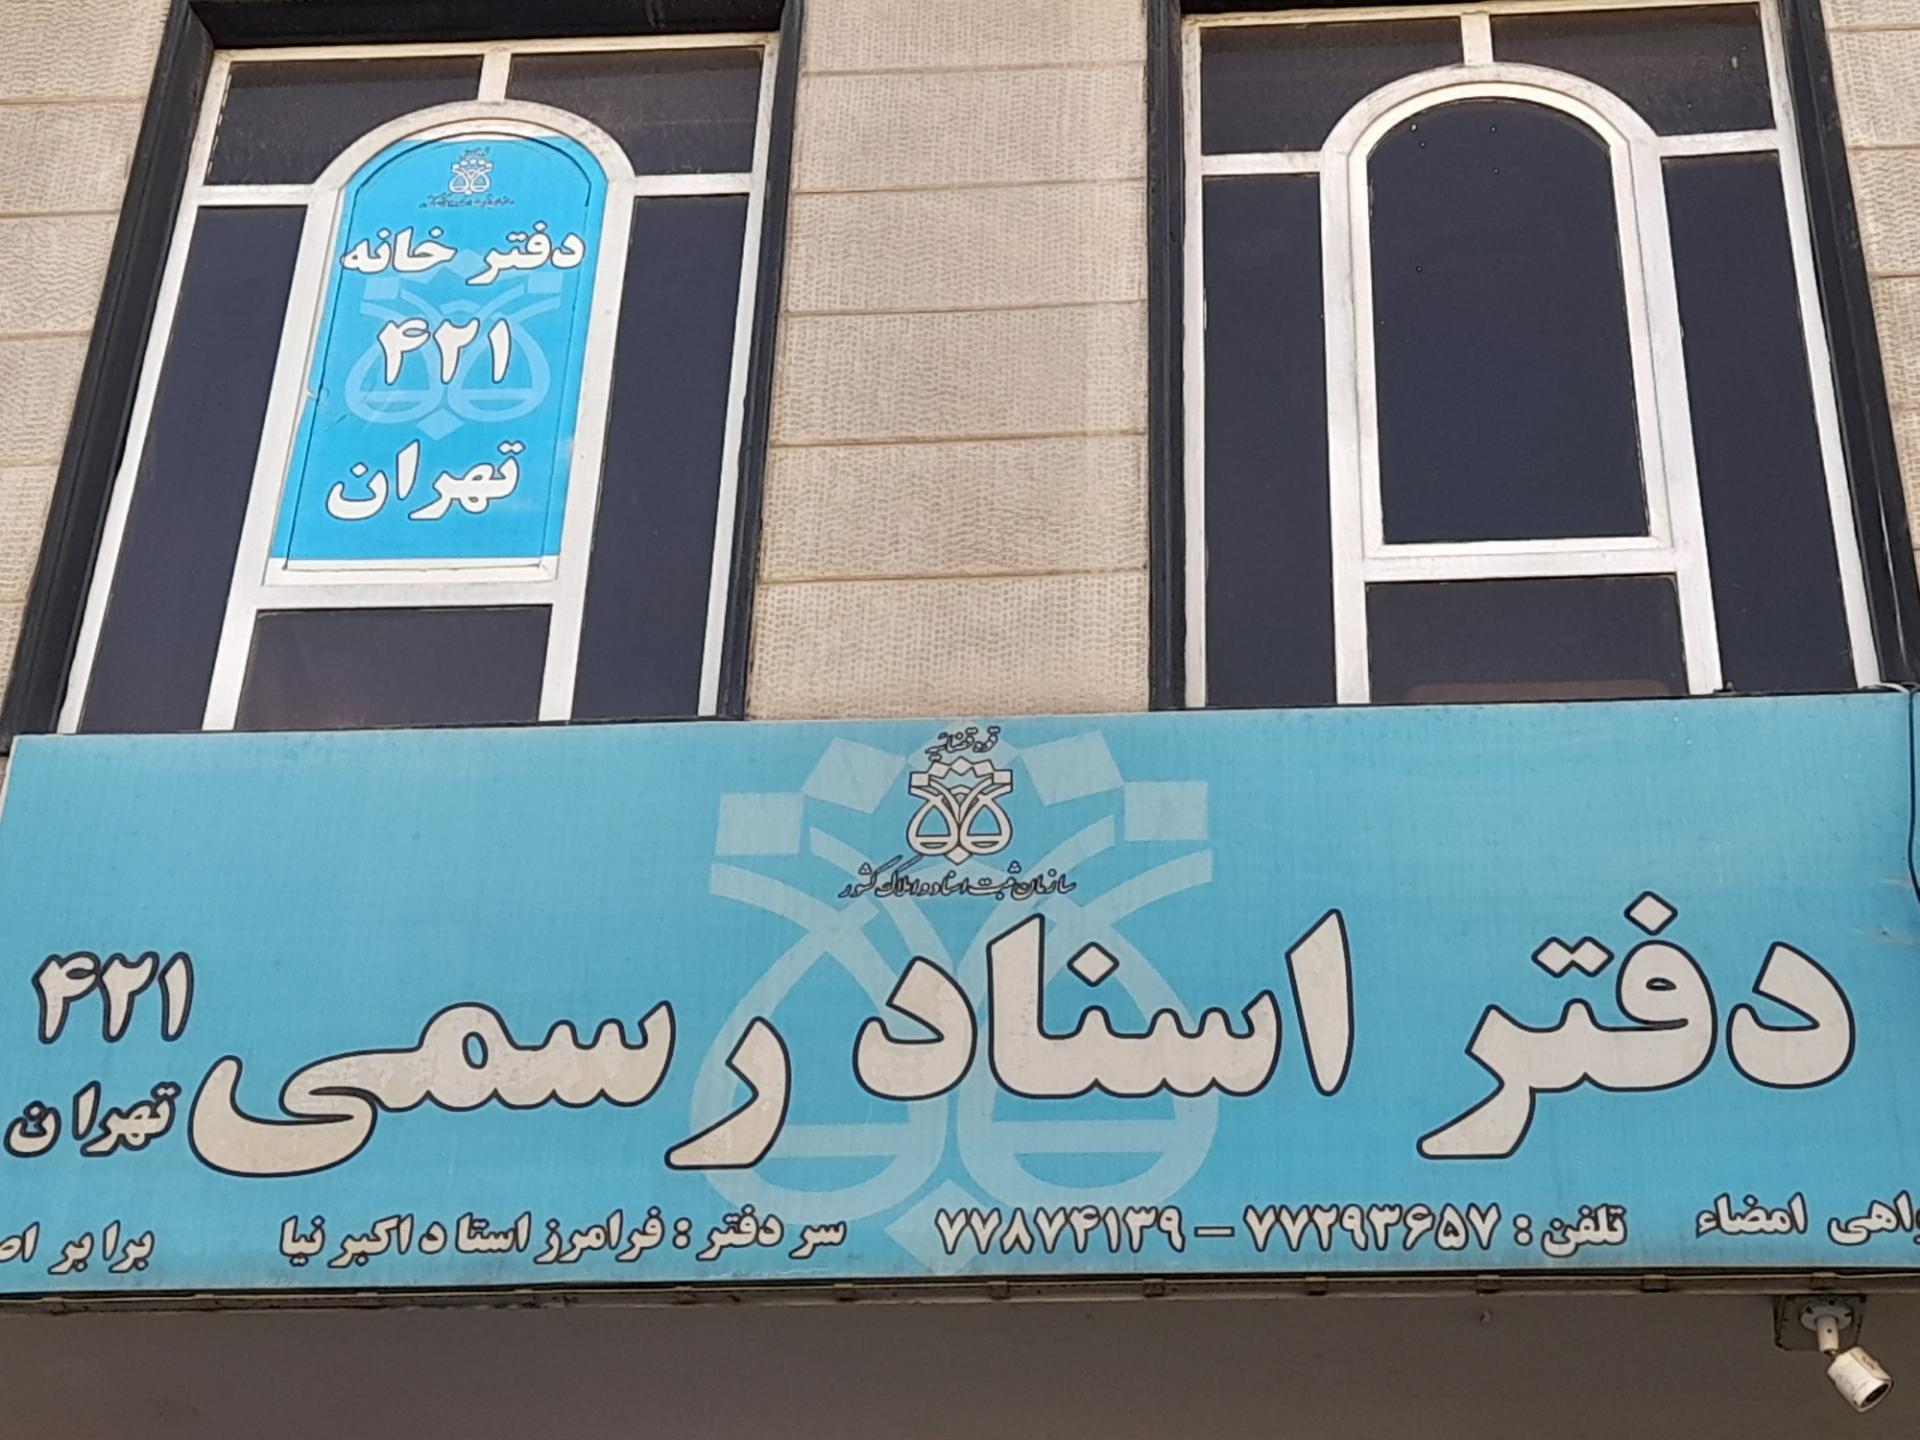 دفتر خانه
۴۲۱
تهران
قوه قضائیه
سازمان ثبت اسناد و املاک کشور
دفتر اسناد رسمی ۴۲۱ تهران
امضاء تلفن : ۷۷۲۹۳۶۵۷ – ۷۷۸۷۴۱۳۹ سر دفتر : فرامرز استاد اکبر نیا برابر